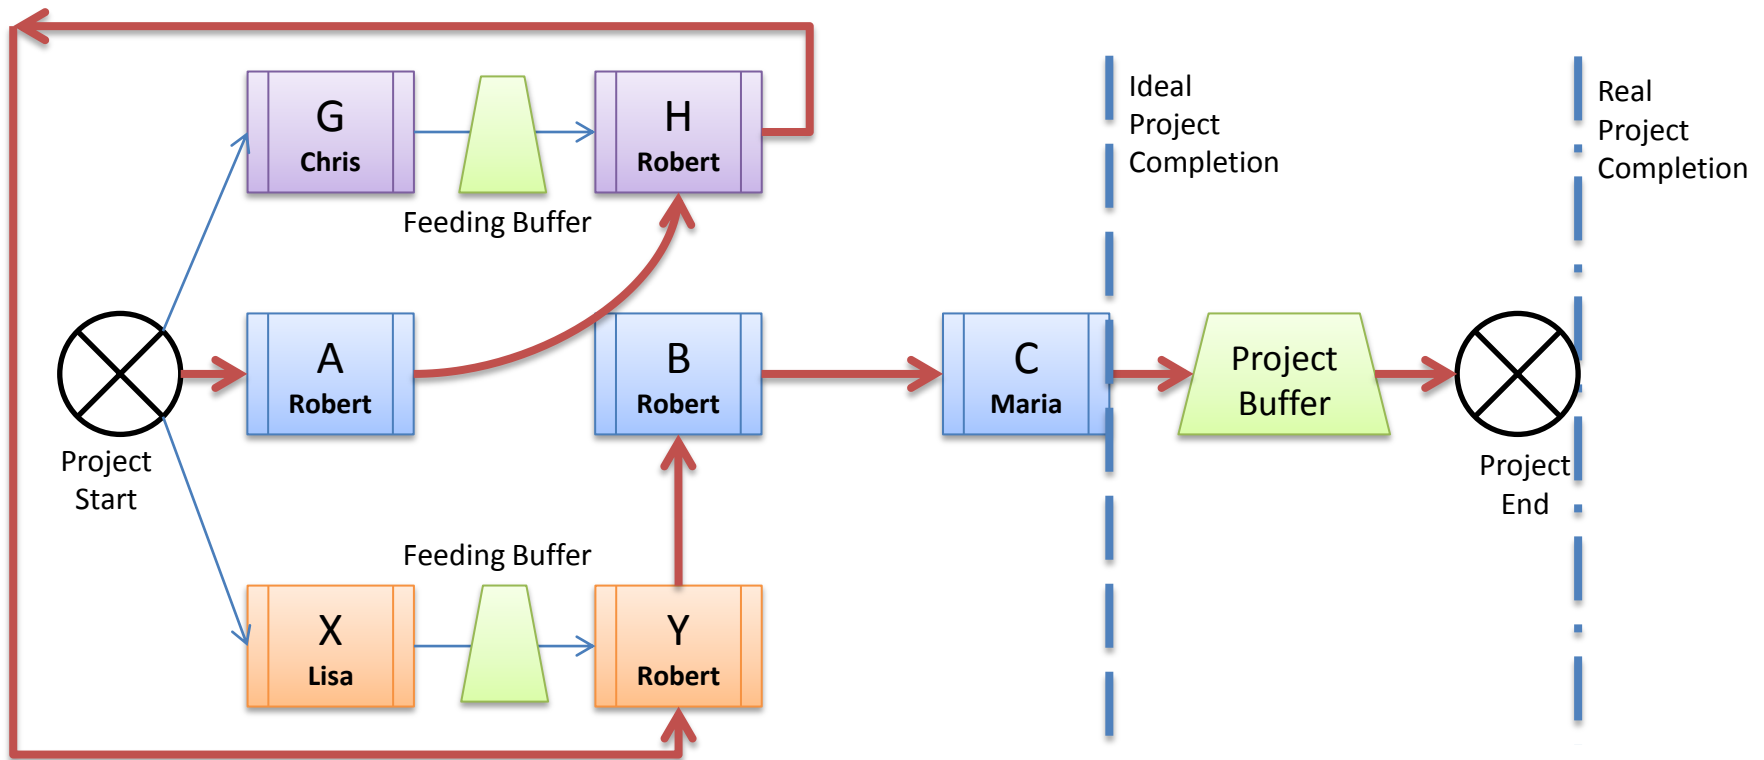 G
Chris
H
Robert
Feeding Buffer
Ideal
Project
Completion
Real
Project
Completion
A
Robert
B
Robert
C
Maria
Project
Buffer
Project
Start
Project
End
Feeding Buffer
X
Lisa
Y
Robert